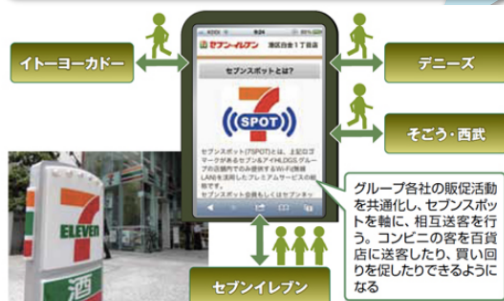 KDDI 9:24
セブン-イレブン 港区白金1丁目店
セブンスポットとは?
7
SPOT
セブンスポット(7SPOT)とは、上記ロゴ
マークがあるセブン&アイHLDGS.グルー
プの店舗内でのみ提供するWi-Fi(無線
LAN)を活用したプレミアムサービスの総
称です。
イトーヨーカドー
デニーズ
そごう・西武
グループ各社の販促活動
を共通化し、セブンスポッ
トを軸に、相互送客を行
う。コンビニの客を百貨
店に送客したり、買い回
りを促したりできるように
なる
セブンイレブン
7
ELEVEN
酒